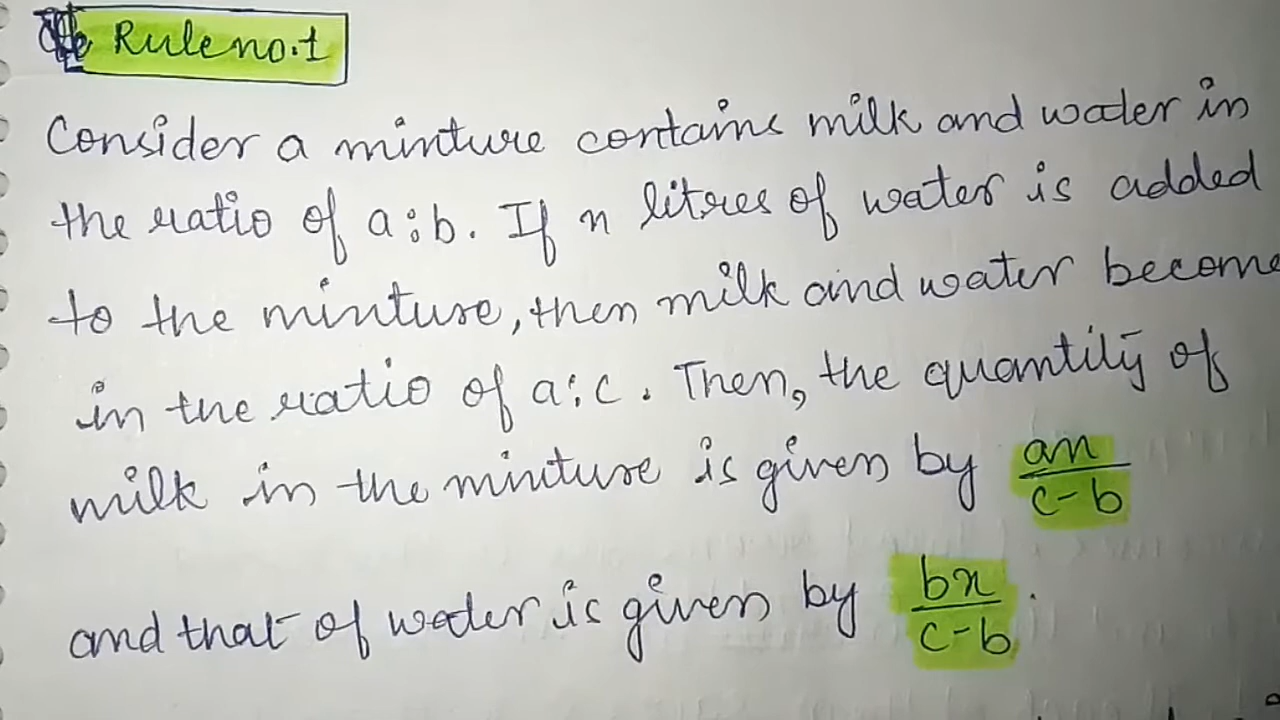 Rule no.1
Consider a mixture contains milk and water in
the ratio of a:b. If x litres of water is added
to the mixture, then milk and water become
in the ratio of a:c. Then, the quantity of
milk in the mixture is given by ax/c-b
and that of water is given by bx/c-b.